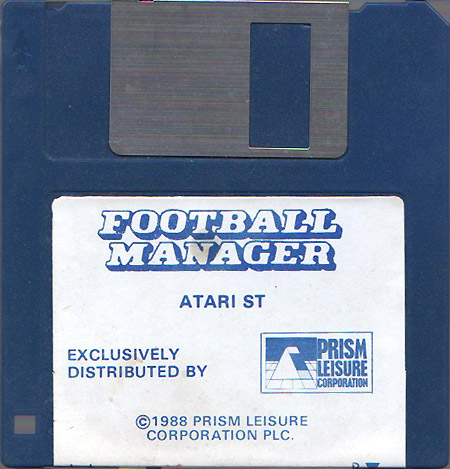 FOOTBALL
MANAGER
ATARI ST
EXCLUSIVELY
DISTRIBUTED BY
PRISM
LEISURE
CORPORATION
©1988 PRISM LEISURE
CORPORATION PLC.